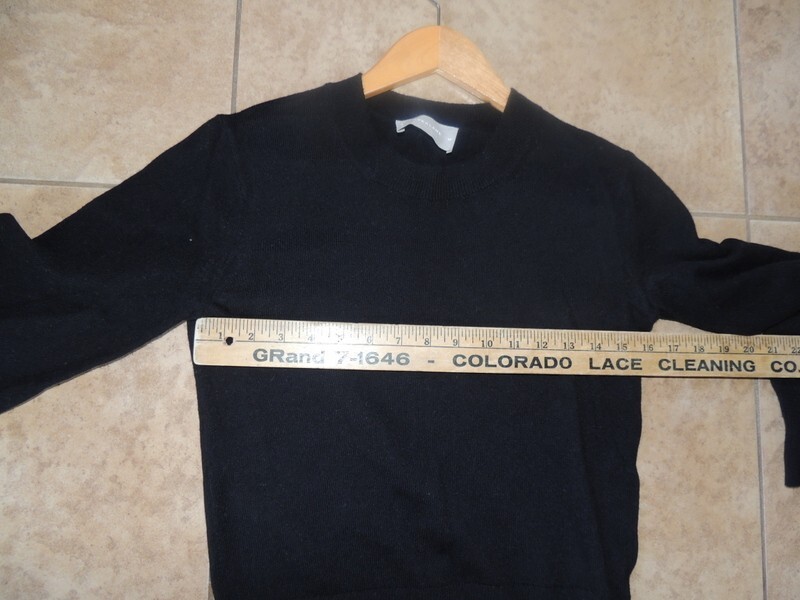 1 2 3 4 5 6 7 8 9 10 11 12 13 14 15 16 17 18 19 20 21 22
GRand 7-1646 - COLORADO LACE CLEANING CO.